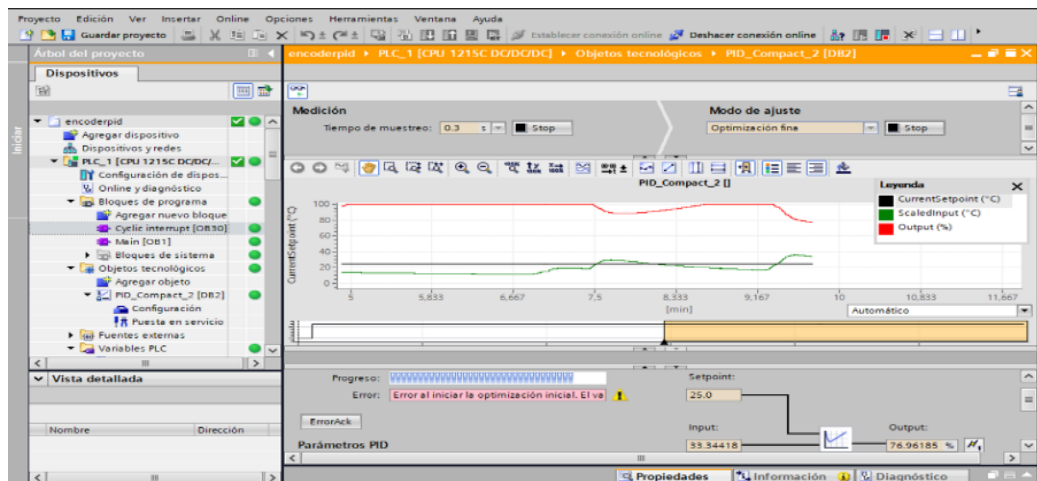 Proyecto Edición Ver Insertar Online Opciones Herramientas Ventana Ayuda
Guardar proyecto
Establecer conexión online
Deshacer conexión online
Iniciar
Árbol del proyecto
Dispositivos
encoderpid
Agregar dispositivo
Dispositivos y redes
PLC_1 [CPU 1215C DC/DC/...
Configuración de dispos...
Online y diagnóstico
Bloques de programa
Agregar nuevo bloque
Cyclic interrupt [OB30]
Main [OB1]
Bloques de sistema
Objetos tecnológicos
Agregar objeto
PID_Compact_2 [DB2]
Configuración
Puesta en servicio
Fuentes externas
Variables PLC
Vista detallada
Nombre Dirección
encoderpid PLC_1 [CPU 1215C DC/DC/DC] Objetos tecnológicos PID_Compact_2 [DB2]
Medición
Tiempo de muestreo: 0.3 s Stop
Modo de ajuste
Optimización fina Stop
PID_Compact_2 []
Leyenda
CurrentSetpoint (°C)
ScaledInput (°C)
Output (%)
CurrentSetpoint (°C)
100
80
60
40
20
0
5 5,833 6,667 7,5 8,333 9,167 10 10,833 11,667
[min]
Automático
Progreso:
Error: Error al iniciar la optimización inicial. El va
ErrorAck
Parámetros PID
Setpoint:
25.0
Input:
33.34418
Output:
76.96185 %
Propiedades Información Diagnóstico